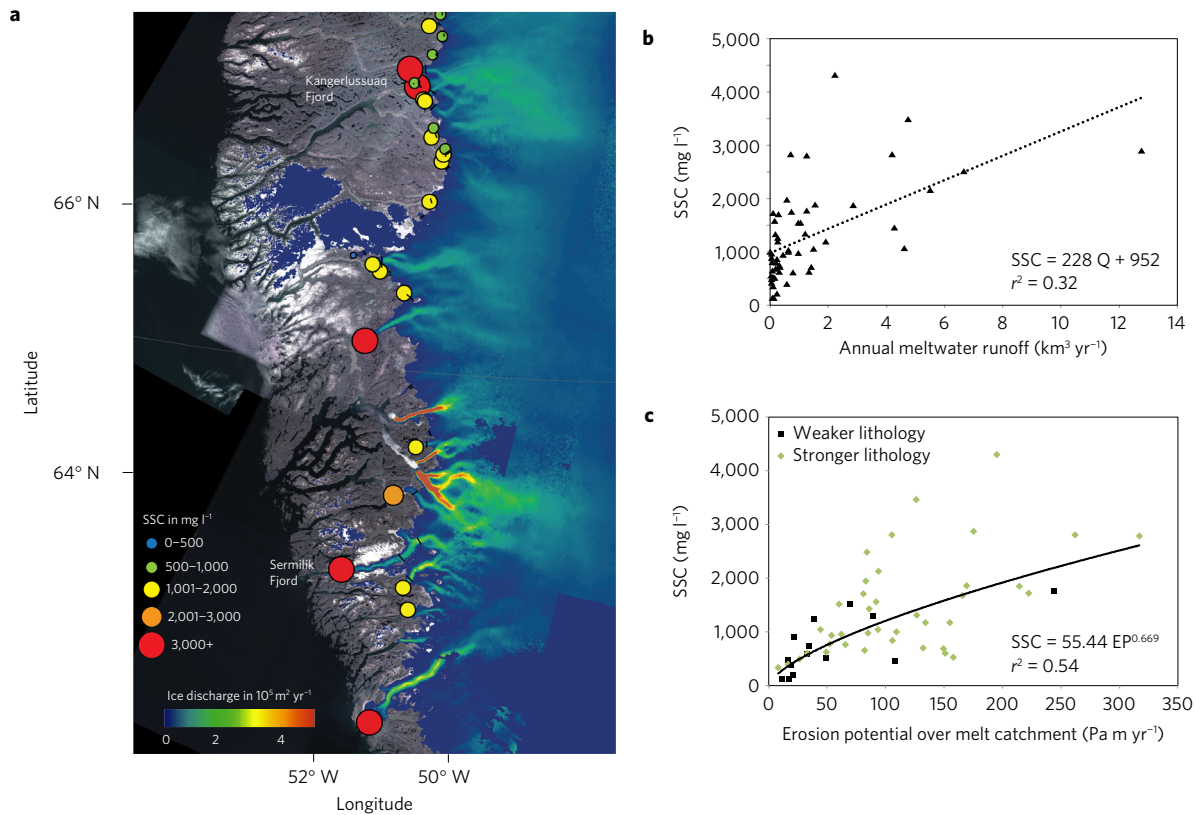 a
Kangerlussuaq
Fjord
66° N
Latitude
64° N
SSC in mg l⁻¹
0–500
500–1,000
1,001–2,000
2,001–3,000
3,000+
Sermilik
Fjord
Ice discharge in 10⁵ m² yr⁻¹
0 2 4
52° W 50° W
Longitude
b
5,000
4,000
3,000
2,000
1,000
0
SSC (mg l⁻¹)
SSC = 228 Q + 952
r² = 0.32
0 2 4 6 8 10 12 14
Annual meltwater runoff (km³ yr⁻¹)
c
5,000
4,000
3,000
2,000
1,000
0
SSC (mg l⁻¹)
Weaker lithology
Stronger lithology
SSC = 55.44 EP⁰·⁶⁶⁹
r² = 0.54
0 50 100 150 200 250 300 350
Erosion potential over melt catchment (Pa m yr⁻¹)